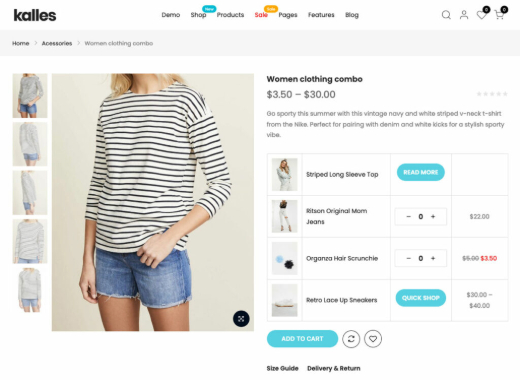 kalles
Demo Shop New Products Sale Sale Pages Features Blog
0 0
Home > Acessories > Women clothing combo
Women clothing combo
$3.50 – $30.00
Go sporty this summer with this vintage navy and white striped v-neck t-shirt
from the Nike. Perfect for pairing with denim and white kicks for a stylish sporty
vibe.
Striped Long Sleeve Top READ MORE
Ritson Original Mom
Jeans
− 0 + $22.00
Organza Hair Scrunchie − 0 + $5.00 $3.50
Retro Lace Up Sneakers QUICK SHOP $30.00 –
$40.00
ADD TO CART
Size Guide Delivery & Return